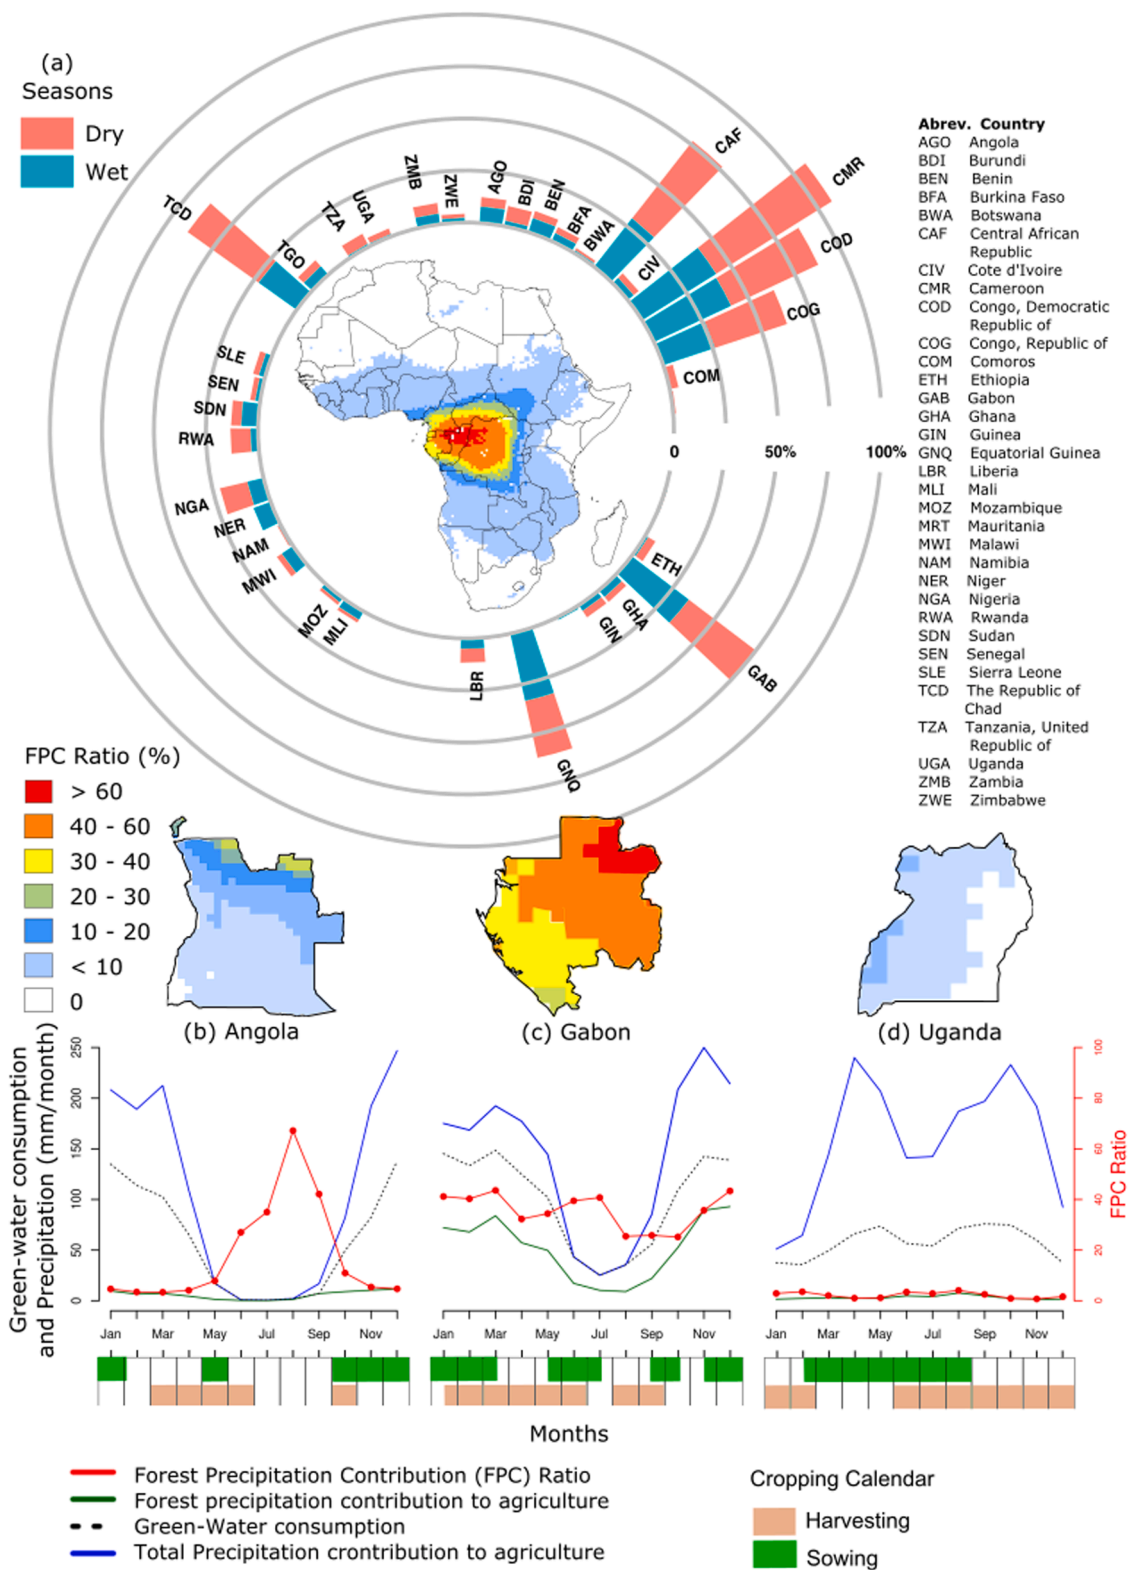 (a)
Seasons
Dry
Wet
TCD
TGO
TZA
UGA
ZMB
ZWE
AGO
BDI
BEN
BFA
BWA
CAF
CIV
CMR
COD
COG
COM
0
50%
100%
SLE
SEN
SDN
RWA
NGA
NER
NAM
MWI
MOZ
MLI
LBR
GNQ
GIN
GHA
GAB
ETH
Abrev. Country
AGO Angola
BDI Burundi
BEN Benin
BFA Burkina Faso
BWA Botswana
CAF Central African
Republic
CIV Cote d'Ivoire
CMR Cameroon
COD Congo, Democratic
Republic of
COG Congo, Republic of
COM Comoros
ETH Ethiopia
GAB Gabon
GHA Ghana
GIN Guinea
GNQ Equatorial Guinea
LBR Liberia
MLI Mali
MOZ Mozambique
MRT Mauritania
MWI Malawi
NAM Namibia
NER Niger
NGA Nigeria
RWA Rwanda
SDN Sudan
SEN Senegal
SLE Sierra Leone
TCD The Republic of
Chad
TZA Tanzania, United
Republic of
UGA Uganda
ZMB Zambia
ZWE Zimbabwe
FPC Ratio (%)
> 60
40 - 60
30 - 40
20 - 30
10 - 20
< 10
0
(b) Angola
(c) Gabon
(d) Uganda
Green-water consumption
and Precipitation (mm/month)
250
200
150
100
50
0
100
80
60
40
20
0
FPC Ratio
Jan Mar May Jul Sep Nov
Jan Mar May Jul Sep Nov
Jan Mar May Jul Sep Nov
Months
Forest Precipitation Contribution (FPC) Ratio
Forest precipitation contribution to agriculture
Green-Water consumption
Total Precipitation crontribution to agriculture
Cropping Calendar
Harvesting
Sowing